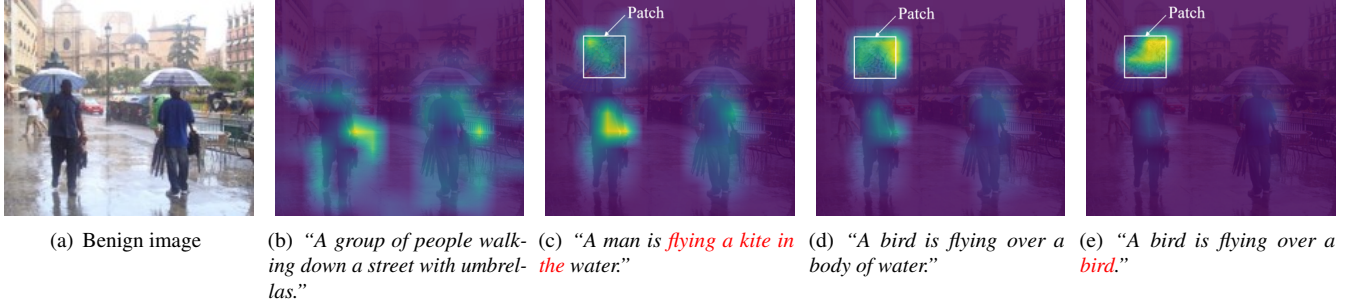 Patch
Patch
Patch
(a) Benign image
(b) “A group of people walk-
ing down a street with umbrel-
las.”
(c) “A man is flying a kite in
the water.”
(d) “A bird is flying over a
body of water.”
(e) “A bird is flying over a
bird.”